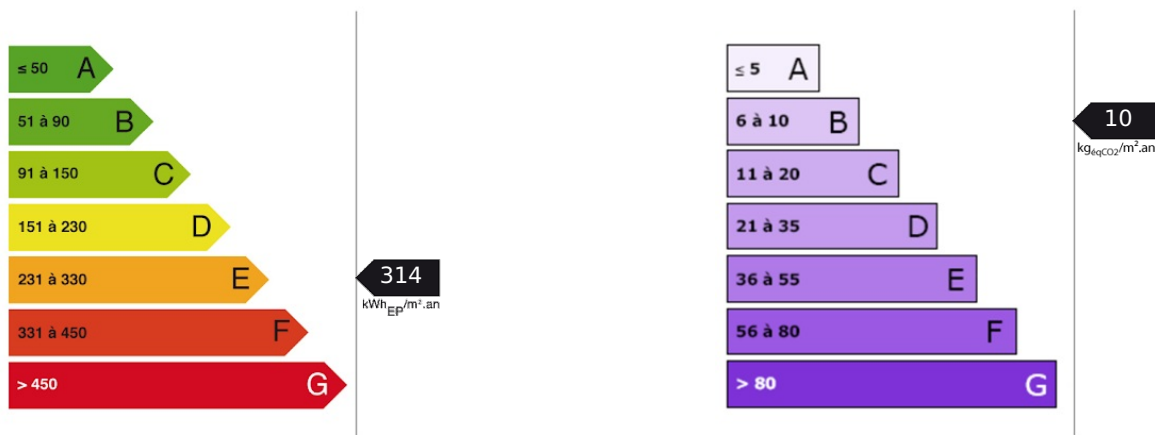 ≤ 50 A
51 à 90 B
91 à 150 C
151 à 230 D
231 à 330 E
331 à 450 F
> 450 G
314
kWhEP/m².an
≤ 5 A
6 à 10 B
11 à 20 C
21 à 35 D
36 à 55 E
56 à 80 F
> 80 G
10
kgéqCO2/m².an